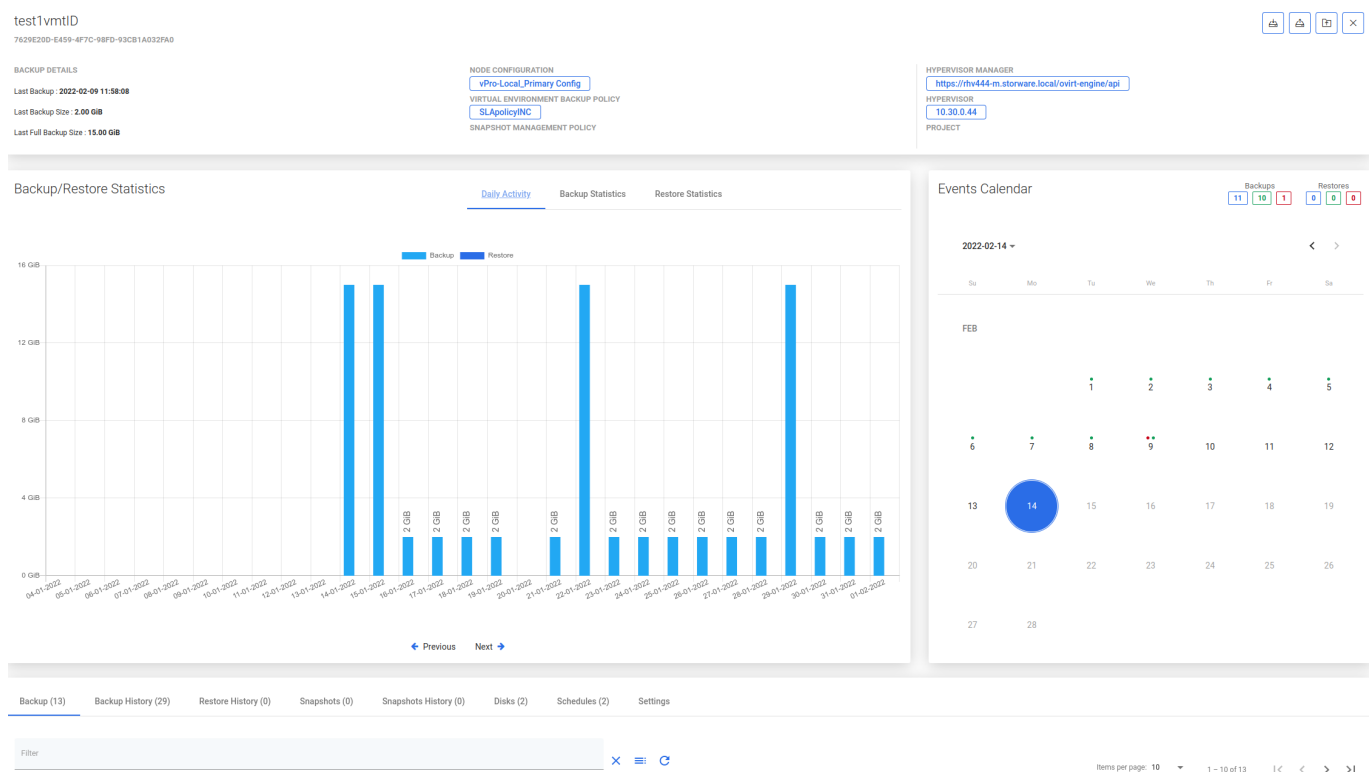 test1vmtID
7629E20D-E459-4F7C-98FD-93CB1A032FA0
BACKUP DETAILS
Last Backup : 2022-02-09 11:58:08
Last Backup Size : 2.00 GiB
Last Full Backup Size : 15.00 GiB
NODE CONFIGURATION
vPro-Local_Primary Config
VIRTUAL ENVIRONMENT BACKUP POLICY
SLApolicyINC
SNAPSHOT MANAGEMENT POLICY
HYPERVISOR MANAGER
https://rhv444-m.storware.local/ovirt-engine/api
HYPERVISOR
10.30.0.44
PROJECT
Backup/Restore Statistics
Daily Activity Backup Statistics Restore Statistics
Backup Restore
16 GiB
12 GiB
8 GiB
4 GiB
0 GiB
2 GiB 2 GiB 2 GiB 2 GiB 2 GiB 2 GiB 2 GiB 2 GiB 2 GiB 2 GiB 2 GiB 2 GiB 2 GiB
04-01-2022 05-01-2022 06-01-2022 07-01-2022 08-01-2022 09-01-2022 10-01-2022 11-01-2022 12-01-2022 13-01-2022 14-01-2022 15-01-2022 16-01-2022 17-01-2022 18-01-2022 19-01-2022 20-01-2022 21-01-2022 22-01-2022 23-01-2022 24-01-2022 25-01-2022 26-01-2022 27-01-2022 28-01-2022 29-01-2022 30-01-2022 31-01-2022 01-02-2022
Previous Next
Events Calendar
Backups Restores
11 10 1 0 0 0
2022-02-14
Su Mo Tu We Th Fr Sa
FEB
1 2 3 4 5
6 7 8 9 10 11 12
13 14 15 16 17 18 19
20 21 22 23 24 25 26
27 28
Backup (13) Backup History (29) Restore History (0) Snapshots (0) Snapshots History (0) Disks (2) Schedules (2) Settings
Filter
Items per page: 10 1 – 10 of 13